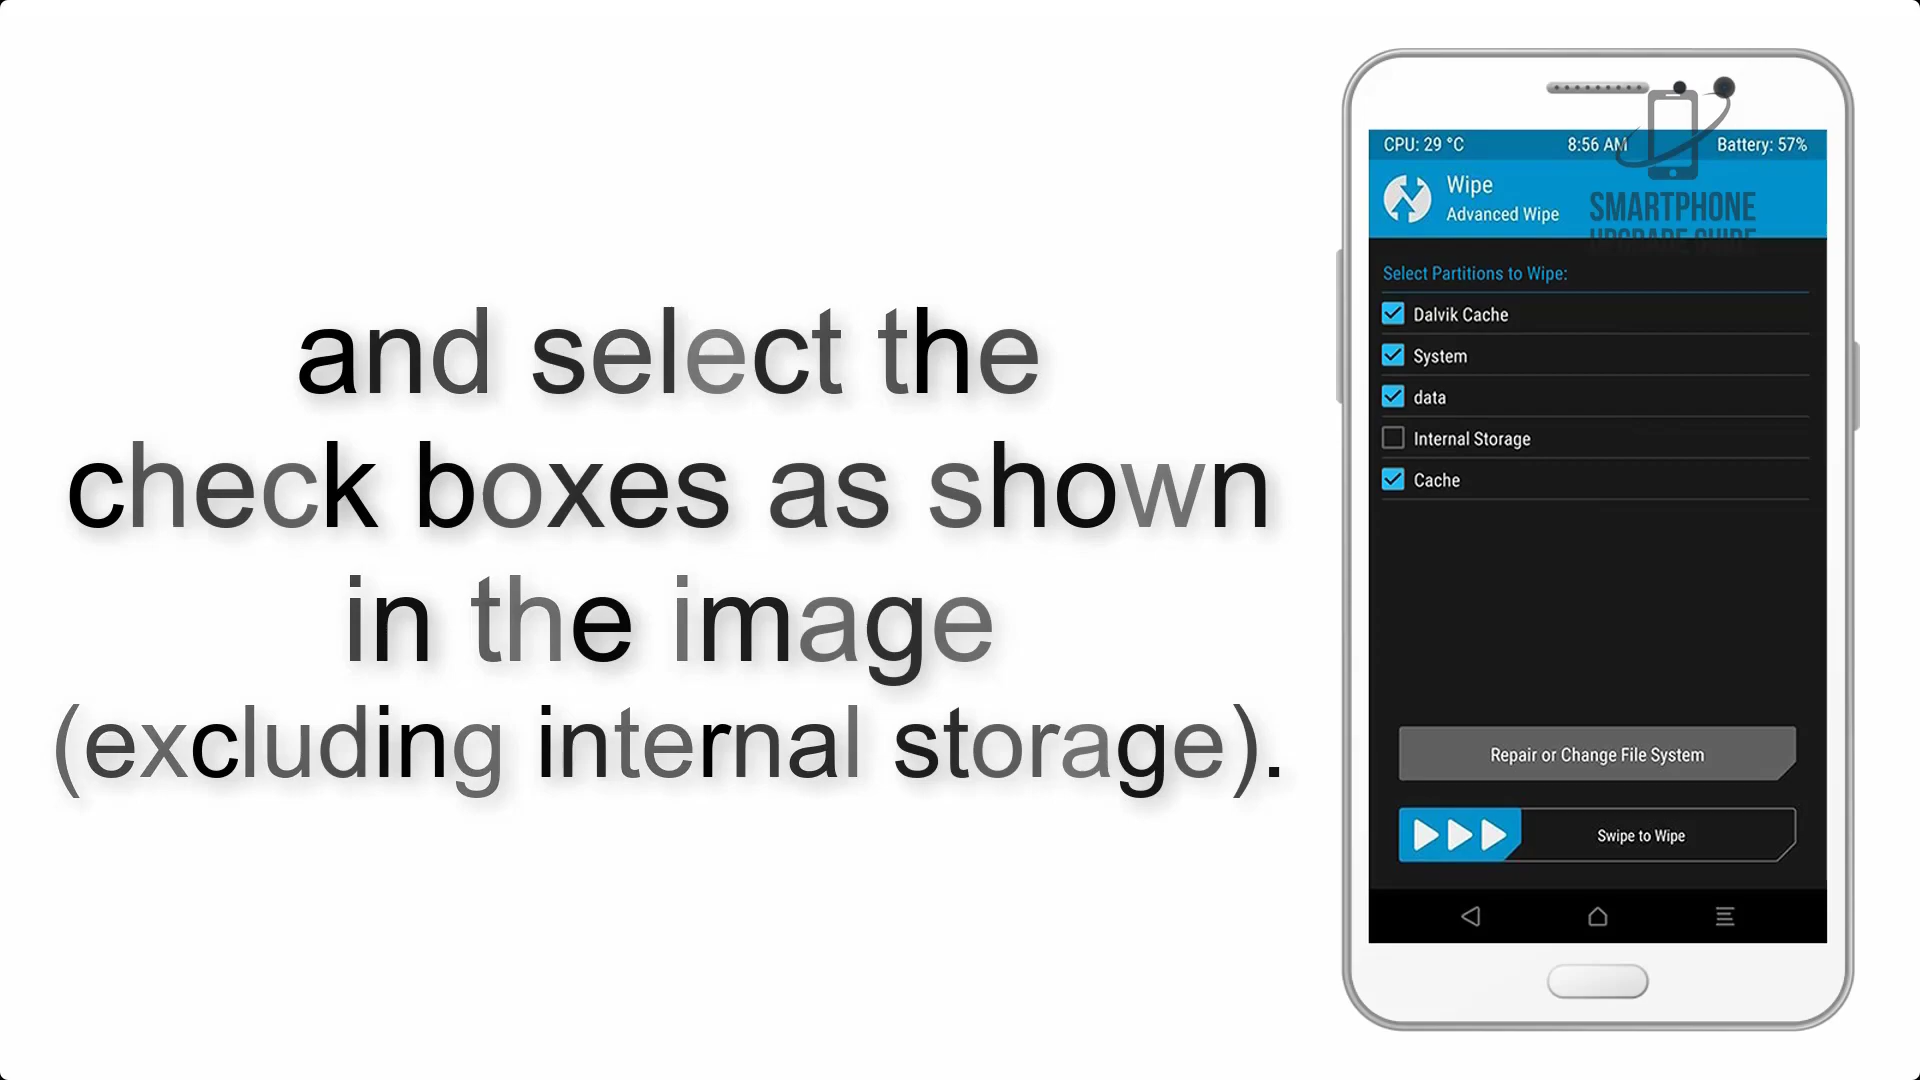 and select the
check boxes as shown
in the image
(excluding internal storage).
CPU: 29 °C 8:56 AM Battery: 57%
Wipe
Advanced Wipe
SMARTPHONE
UPGRADE GUIDE
Select Partitions to Wipe:
Dalvik Cache
System
data
Internal Storage
Cache
Repair or Change File System
Swipe to Wipe